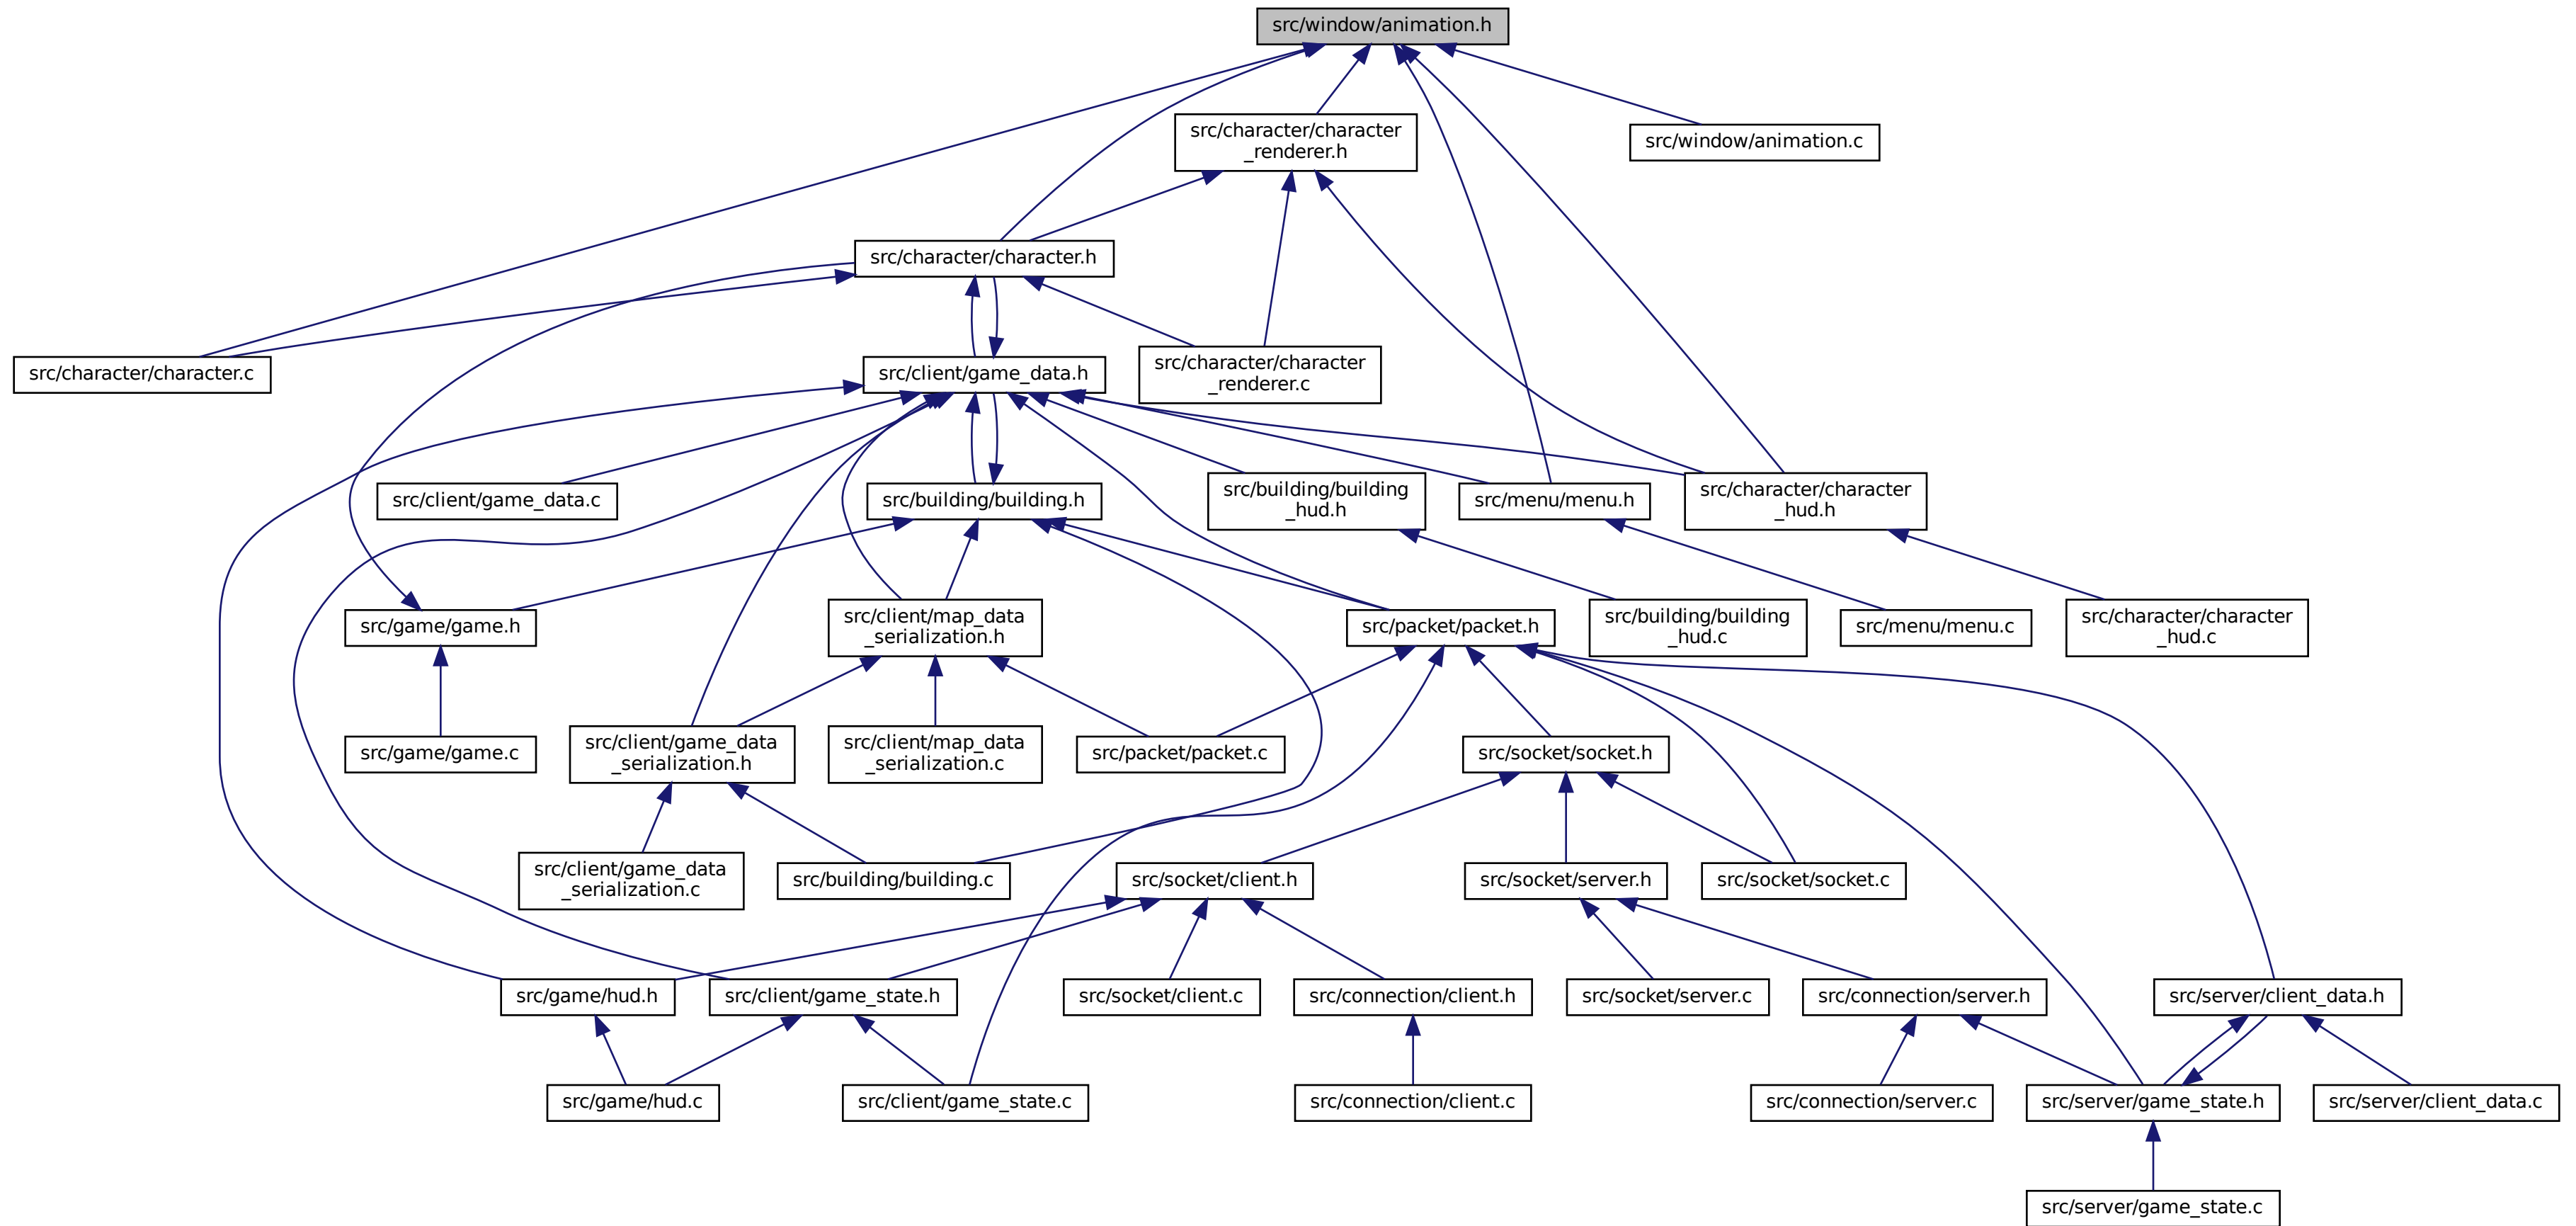 src/window/animation.h
src/character/character
_renderer.h
src/window/animation.c
src/character/character.h
src/character/character.c
src/client/game_data.h
src/character/character
_renderer.c
src/client/game_data.c
src/building/building.h
src/building/building
_hud.h
src/menu/menu.h
src/character/character
_hud.h
src/game/game.h
src/client/map_data
_serialization.h
src/packet/packet.h
src/building/building
_hud.c
src/menu/menu.c
src/character/character
_hud.c
src/game/game.c
src/client/game_data
_serialization.h
src/client/map_data
_serialization.c
src/packet/packet.c
src/socket/socket.h
src/client/game_data
_serialization.c
src/building/building.c
src/socket/client.h
src/socket/server.h
src/socket/socket.c
src/game/hud.h
src/client/game_state.h
src/socket/client.c
src/connection/client.h
src/socket/server.c
src/connection/server.h
src/server/client_data.h
src/game/hud.c
src/client/game_state.c
src/connection/client.c
src/connection/server.c
src/server/game_state.h
src/server/client_data.c
src/server/game_state.c